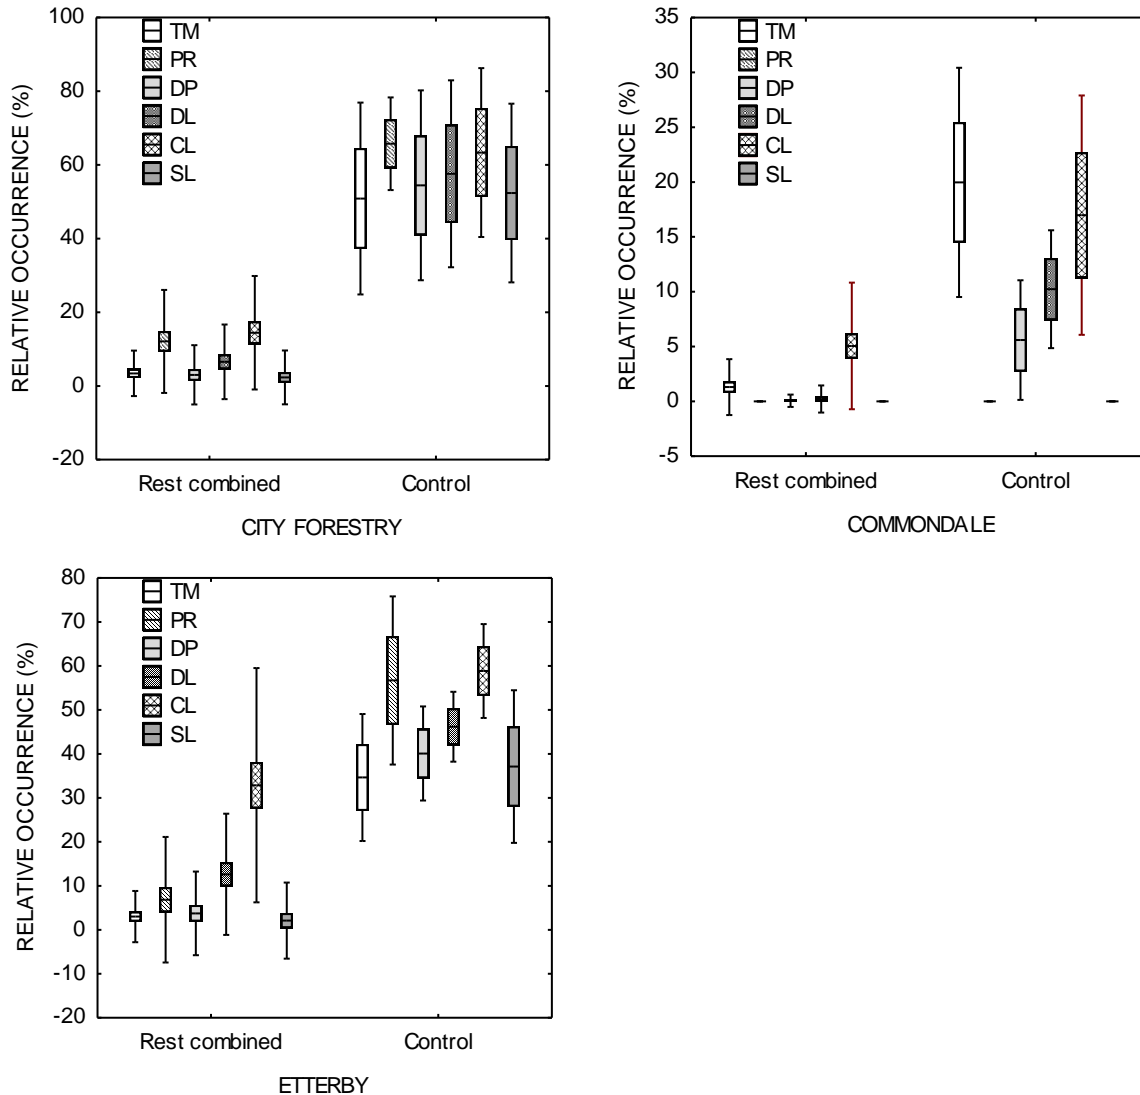 RELATIVE OCCURRENCE (%)
100
80
60
40
20
0
-20
TM
PR
DP
DL
CL
SL
Rest combined Control
CITY FORESTRY
RELATIVE OCCURRENCE (%)
35
30
25
20
15
10
5
0
-5
TM
PR
DP
DL
CL
SL
Rest combined Control
COMMONDALE
RELATIVE OCCURRENCE (%)
80
70
60
50
40
30
20
10
0
-10
-20
TM
PR
DP
DL
CL
SL
Rest combined Control
ETTERBY